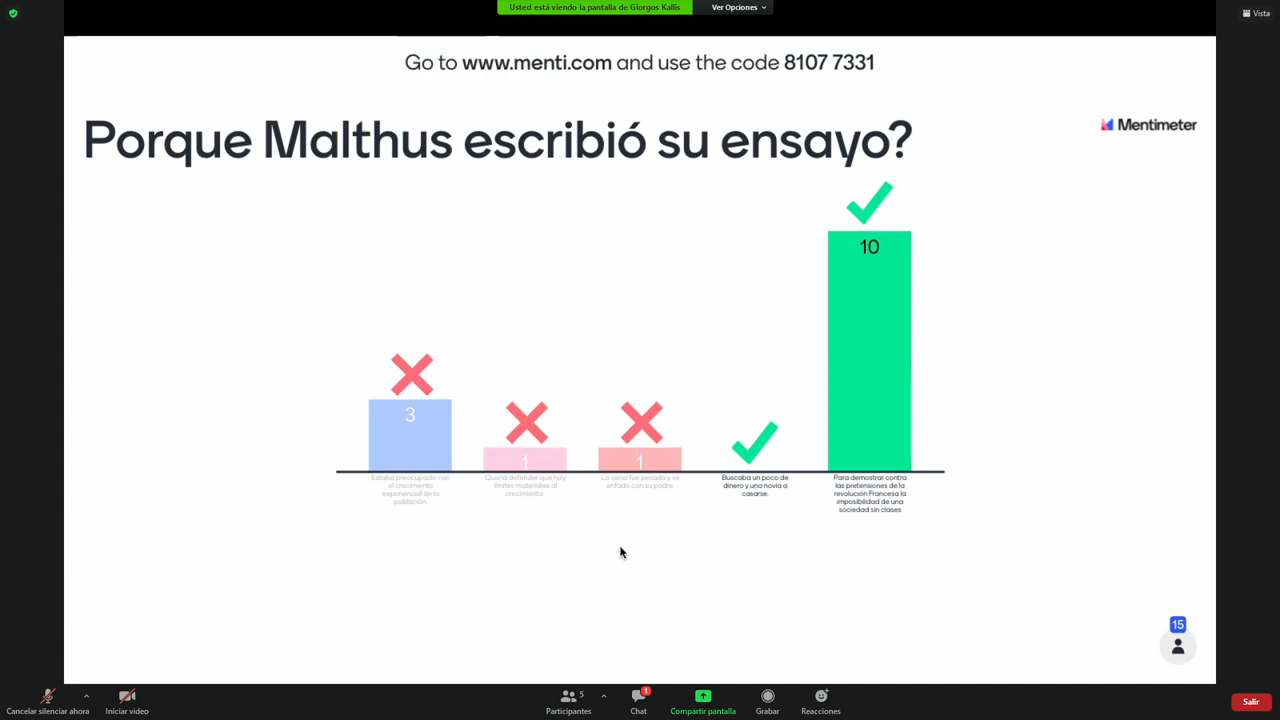 Usted está viendo la pantalla de Giorgos Kallis
Ver Opciones
Vista
Go to www.menti.com and use the code 8107 7331
Porque Malthus escribió su ensayo?
Mentimeter
10
3
1
1
Estaba preocupado con
el crecimiento
exponencial de la
población.
Quería defender que hay
límites materiales al
crecimiento.
La cena fue pesada y se
enfado con su padre.
Buscaba un poco de
dinero y una novia a
casarse.
Para demostrar contra
las pretensiones de la
revolución Francesa la
imposibilidad de una
sociedad sin clases
15
Cancelar silenciar ahora
Iniciar video
Participantes
5
Chat
1
Compartir pantalla
Grabar
Reacciones
Salir